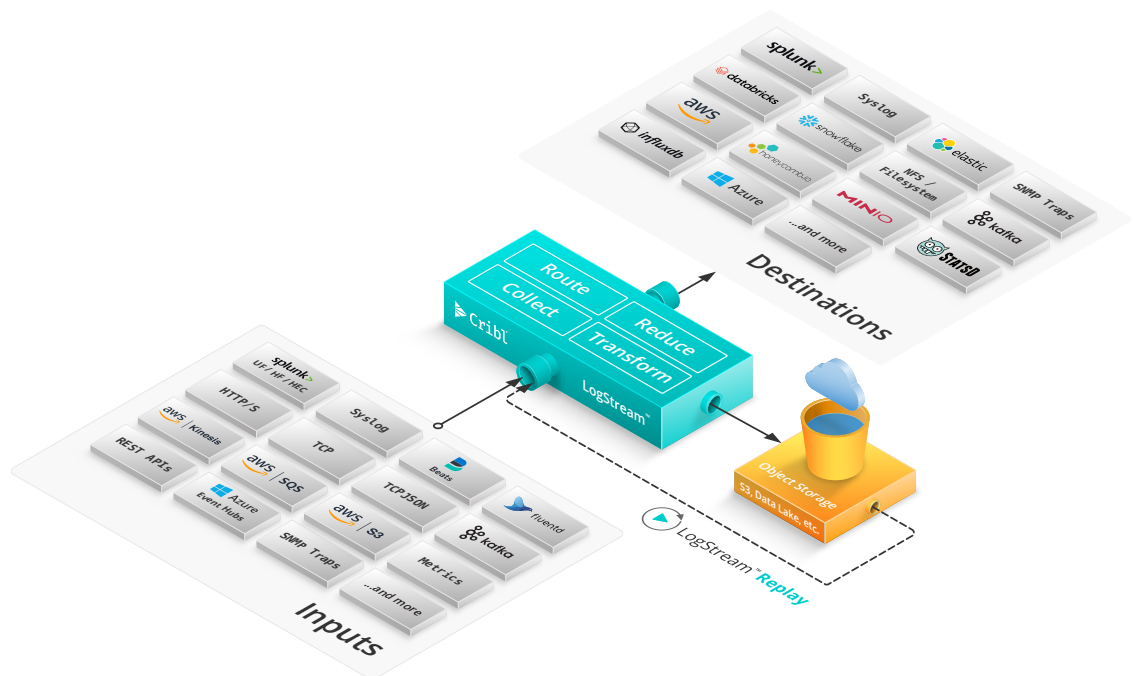 splunk>
databricks
Syslog
aws
snowflake
elastic
influxdb
honeycomb.io
NFS /
Filesystem
SNMP Traps
Azure
MINIO
kafka
...and more
STATSD
Destinations
Route
Collect
Reduce
Transform
Cribl
LogStream™
Object Storage
S3, Data Lake, etc.
LogStream™ Replay
splunk>
UF/ HF / HEC
HTTP/S
Syslog
aws | Kinesis
TCP
Beats
REST APIs
aws | SQS
TCPJSON
fluentd
Azure
Event Hubs
aws | S3
kafka
SNMP Traps
Metrics
...and more
Inputs